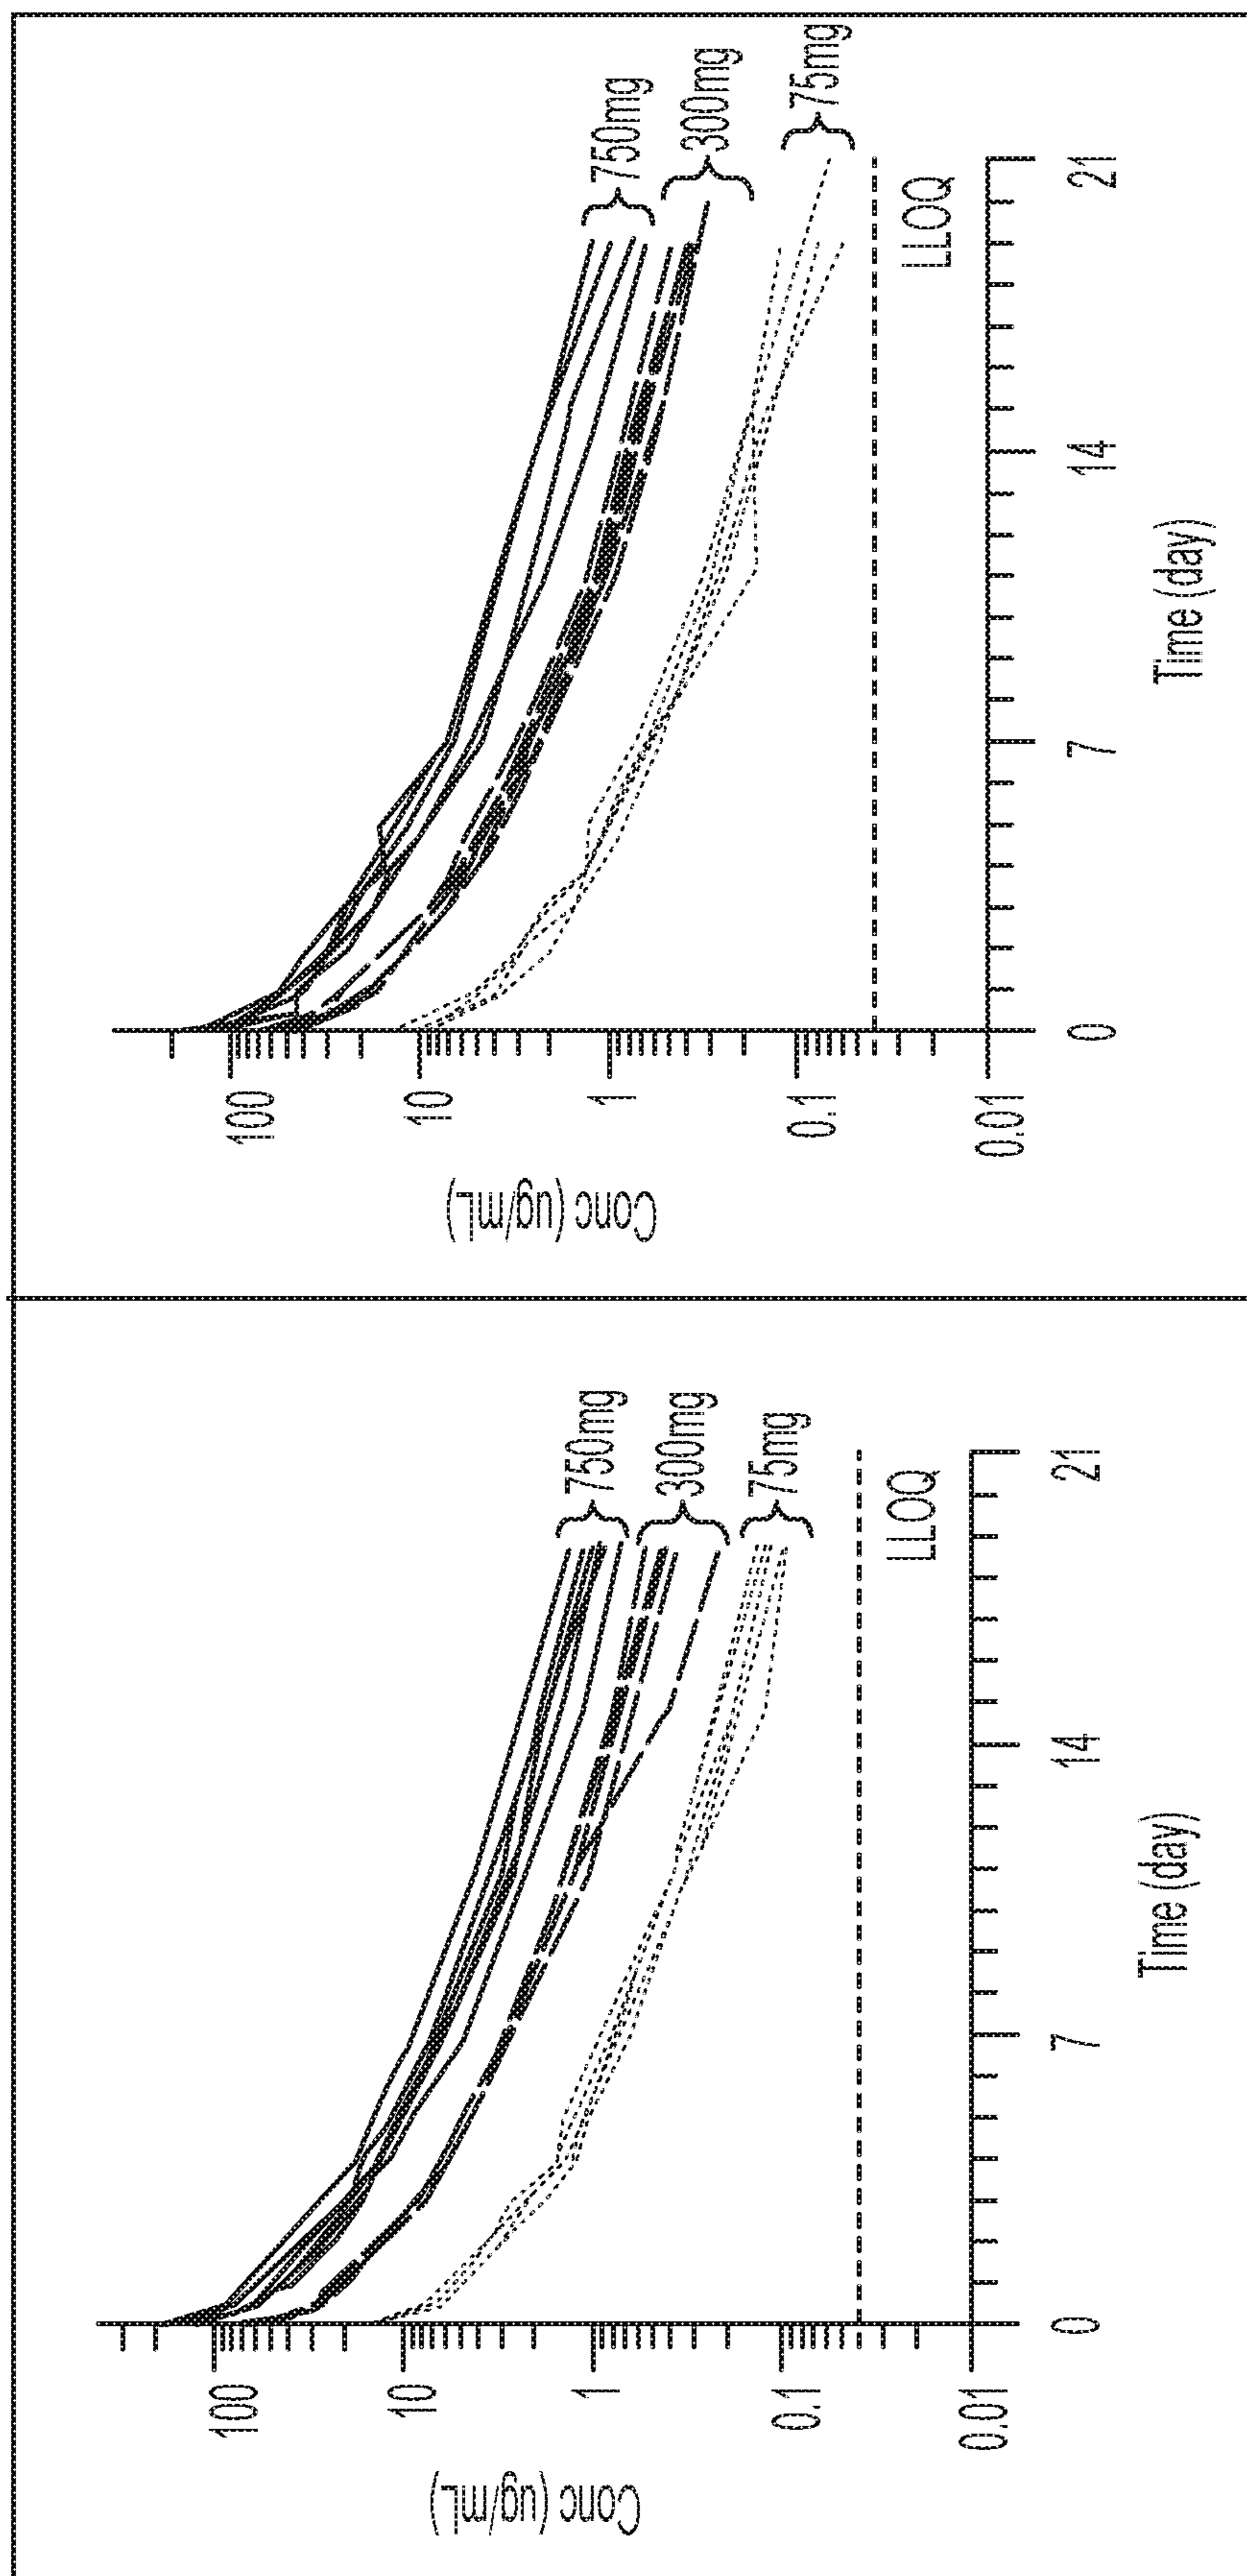 Conc (ug/mL)
100
10
1
0.1
0.01
750mg
300mg
75mg
LLOQ
0
7
14
21
Time (day)
Conc (ug/mL)
100
10
1
0.1
0.01
750mg
300mg
75mg
LLOQ
0
7
14
21
Time (day)